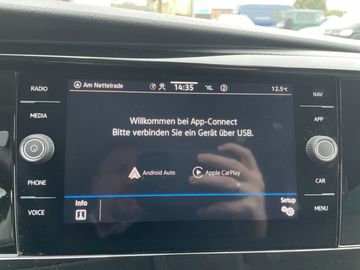 Am Nettelrade
14:35
12.5°C
RADIO
NAV
MEDIA
APP
Willkommen bei App-Connect
Bitte verbinden Sie ein Gerät über USB.
Android Auto
Apple CarPlay
PHONE
CAR
VOICE
MENU
Info
Setup